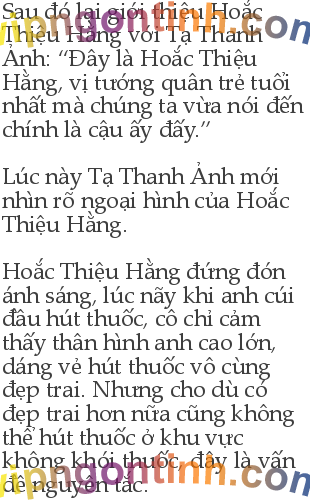 Sau đó lại giới thiệu Hoắc
Thiệu Hằng với Tạ Thanh
Ảnh: “Đây là Hoắc Thiệu
Hằng, vị tướng quân trẻ tuổi
nhất mà chúng ta vừa nói đến
chính là cậu ấy đấy.”
Lúc này Tạ Thanh Ảnh mới
nhìn rõ ngoại hình của Hoắc
Thiệu Hằng.
Hoắc Thiệu Hằng đứng đón
ánh sáng, lúc nãy khi anh cúi
đầu hút thuốc, cô chỉ cảm
thấy thân hình anh cao lớn,
dáng vẻ hút thuốc vô cùng
đẹp trai. Nhưng cho dù có
đẹp trai hơn nữa cũng không
thể hút thuốc ở khu vực
không khói thuốc, đây là vấn
đề nguyên tắc.
vipngontinh.com
vipngontinh.com